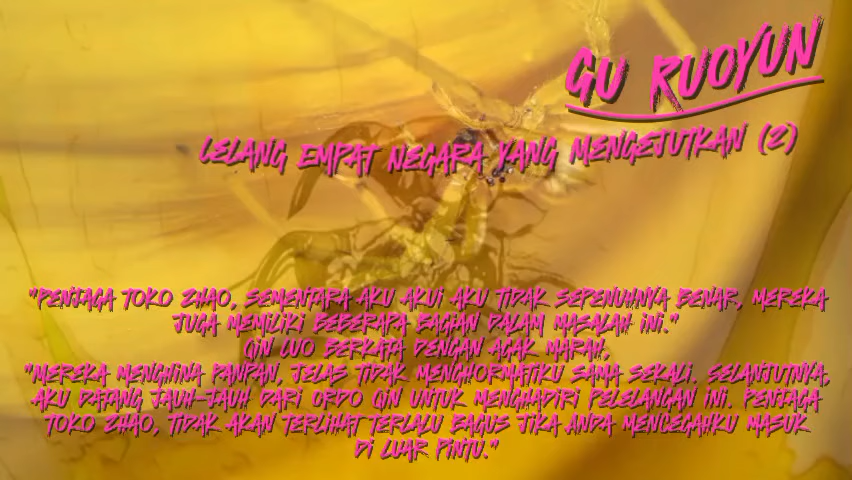 GU RUOYUN
LELANG EMPAT NEGARA YANG MENGEJUTKAN (2)
"PENJAGA TOKO ZHAO, SEMENTARA AKU AKUI AKU TIDAK SEPENUHNYA BENAR, MEREKA
JUGA MEMILIKI BEBERAPA BAGIAN DALAM MASALAH INI."
QIN LUO BERKATA DENGAN AGAK MARAH,
"MEREKA MENGHINA PANPAN, JELAS TIDAK MENGHORMATIKU SAMA SEKALI. SELANJUTNYA,
AKU DATANG JAUH-JAUH DARI ORDO QIN UNTUK MENGHADIRI PELELANGAN INI. PENJAGA
TOKO ZHAO, TIDAK AKAN TERLIHAT TERLALU BAGUS JIKA ANDA MENCEGAHKU MASUK
DI LUAR PINTU."